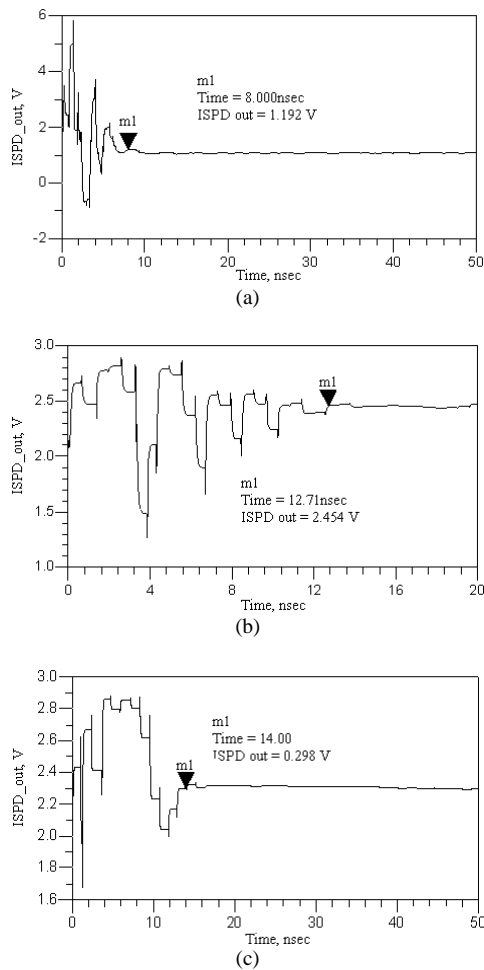 6
4
2
0
-2
ISPD_out, V
m1
Time = 8.000nsec
ISPD out = 1.192 V
m1
0 10 20 30 40 50
Time, nsec
(a)
3.0
2.5
2.0
1.5
1.0
ISPD_out, V
m1
m1
Time = 12.71nsec
ISPD out = 2.454 V
0 4 8 12 16 20
Time, nsec
(b)
3.0
2.8
2.6
2.4
2.2
2.0
1.8
1.6
ISPD_out, V
m1
Time = 14.00
ISPD out = 0.298 V
m1
0 10 20 30 40 50
Time, nsec
(c)